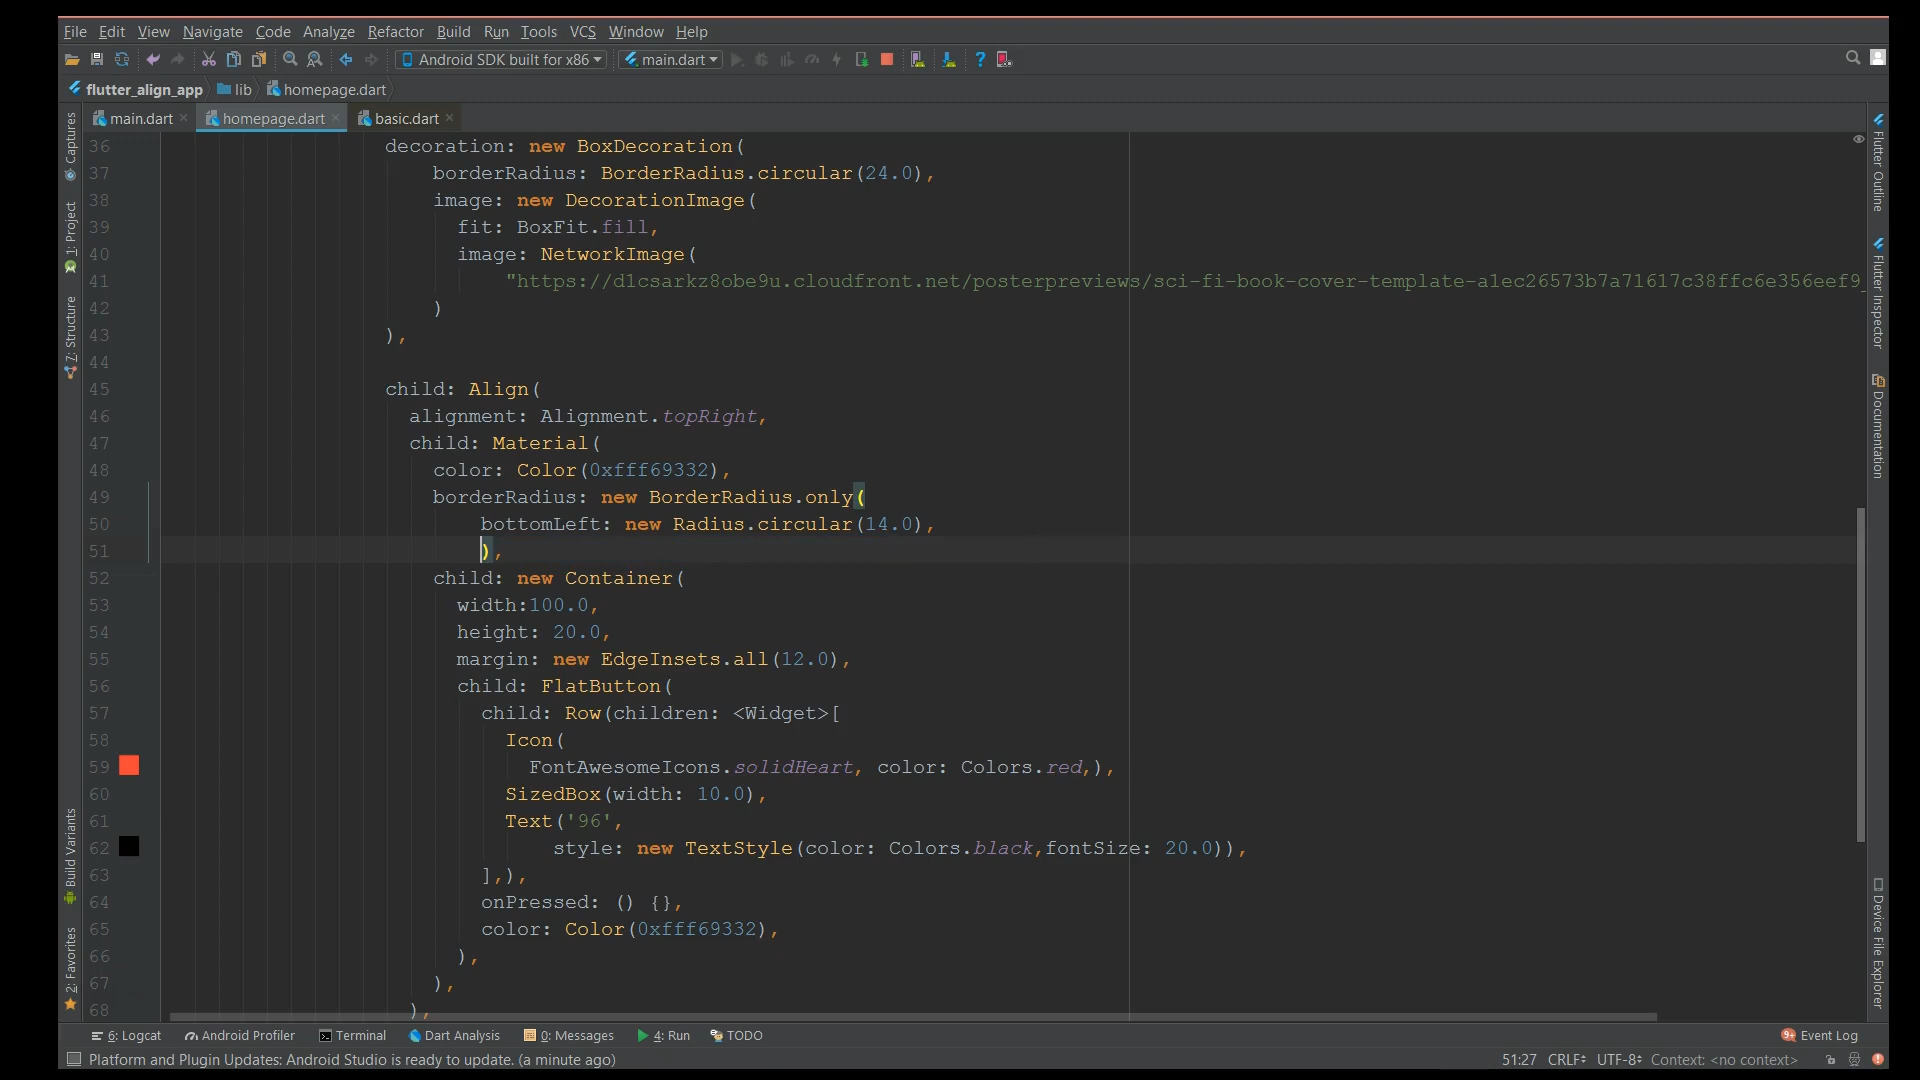 File Edit View Navigate Code Analyze Refactor Build Run Tools VCS Window Help
Android SDK built for x86 main.dart
flutter_align_app lib homepage.dart
main.dart homepage.dart basic.dart
36 decoration: new BoxDecoration(
37 borderRadius: BorderRadius.circular(24.0),
38 image: new DecorationImage(
39 fit: BoxFit.fill,
40 image: NetworkImage(
41 "https://d1csarkz8obe9u.cloudfront.net/posterpreviews/sci-fi-book-cover-template-a1ec26573b7a71617c38ffc6e356eef9_
42 )
43 ),
44
45 child: Align(
46 alignment: Alignment.topRight,
47 child: Material(
48 color: Color(0xfff69332),
49 borderRadius: new BorderRadius.only(
50 bottomLeft: new Radius.circular(14.0),
51 ),
52 child: new Container(
53 width:100.0,
54 height: 20.0,
55 margin: new EdgeInsets.all(12.0),
56 child: FlatButton(
57 child: Row(children: <Widget>[
58 Icon(
59 FontAwesomeIcons.solidHeart, color: Colors.red,),
60 SizedBox(width: 10.0),
61 Text('96',
62 style: new TextStyle(color: Colors.black,fontSize: 20.0)),
63 ],),
64 onPressed: () {},
65 color: Color(0xfff69332),
66 ),
67 ),
68 ),
Captures
1: Project
7: Structure
Build Variants
2: Favorites
Flutter Outline
Flutter Inspector
Documentation
Device File Explorer
6: Logcat Android Profiler Terminal Dart Analysis 0: Messages 4: Run TODO 9+ Event Log
Platform and Plugin Updates: Android Studio is ready to update. (a minute ago) 51:27 CRLF UTF-8 Context: <no context>